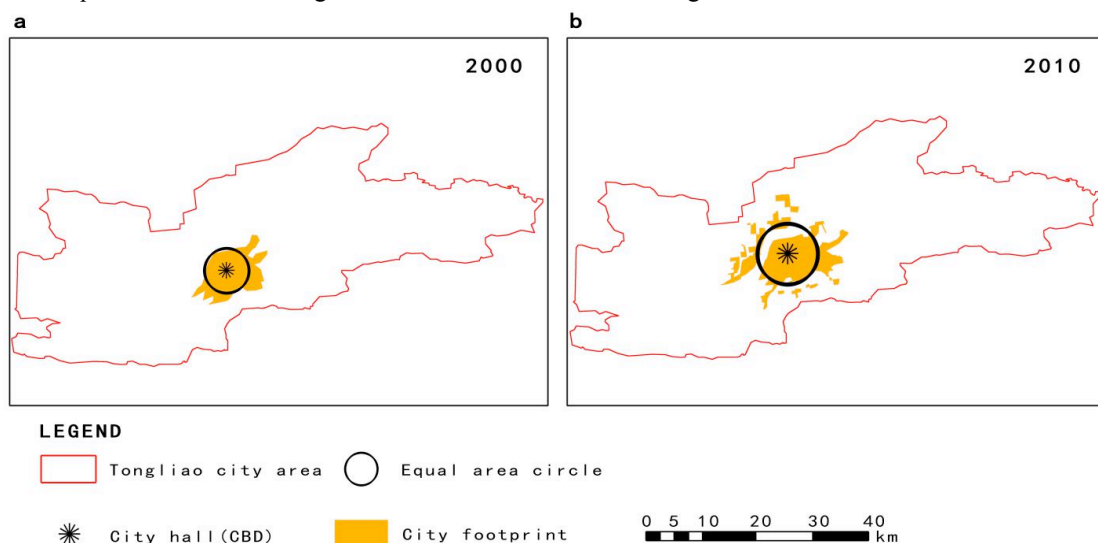 a
b
2000
2010
LEGEND
Tongliao city area
Equal area circle
City hall(CBD)
City footprint
0 5 10 20 30 40
km